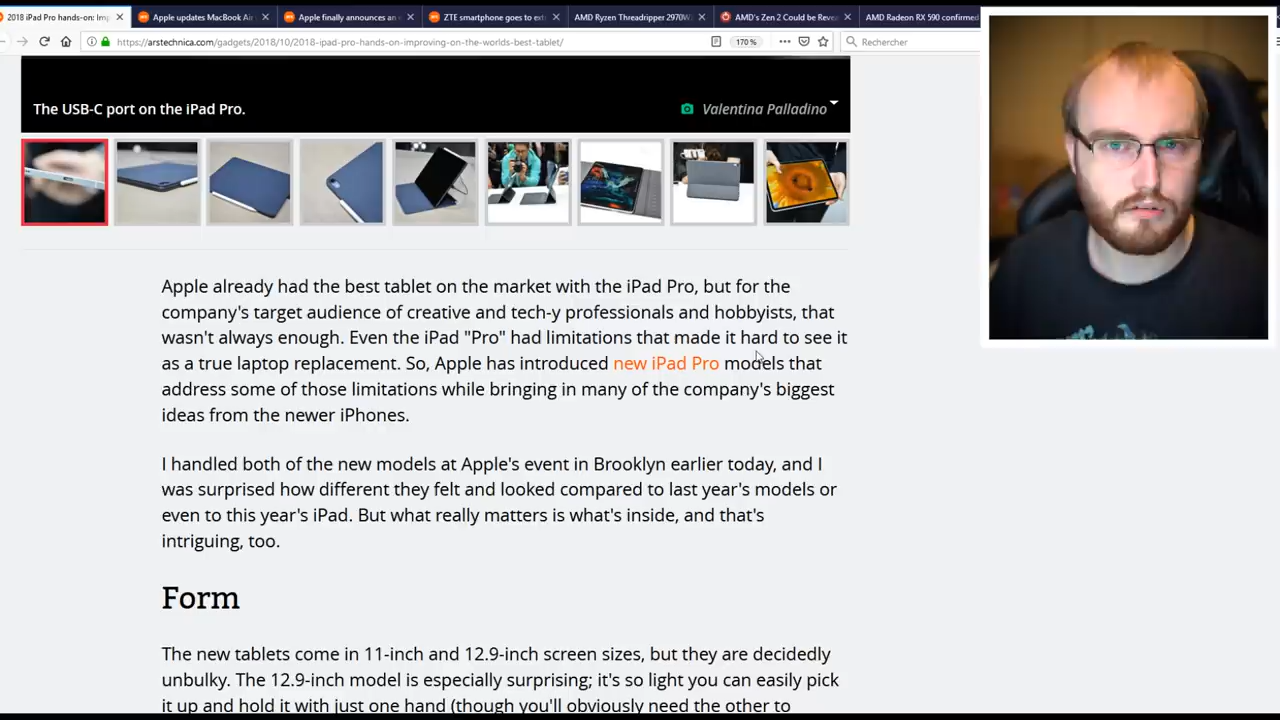 2018 iPad Pro hands-on: Imp
Apple updates MacBook Air,
Apple finally announces an
ZTE smartphone goes to ext
AMD Ryzen Threadripper 2970W
AMD's Zen 2 Could be Revea
AMD Radeon RX 590 confirmed
https://arstechnica.com/gadgets/2018/10/2018-ipad-pro-hands-on-improving-on-the-worlds-best-tablet/
170 %
Rechercher
The USB-C port on the iPad Pro.
Valentina Palladino
Apple already had the best tablet on the market with the iPad Pro, but for the
company's target audience of creative and tech-y professionals and hobbyists, that
wasn't always enough. Even the iPad "Pro" had limitations that made it hard to see it
as a true laptop replacement. So, Apple has introduced new iPad Pro models that
address some of those limitations while bringing in many of the company's biggest
ideas from the newer iPhones.
I handled both of the new models at Apple's event in Brooklyn earlier today, and I
was surprised how different they felt and looked compared to last year's models or
even to this year's iPad. But what really matters is what's inside, and that's
intriguing, too.
Form
The new tablets come in 11-inch and 12.9-inch screen sizes, but they are decidedly
unbulky. The 12.9-inch model is especially surprising; it's so light you can easily pick
it up and hold it with just one hand (though you'll obviously need the other to